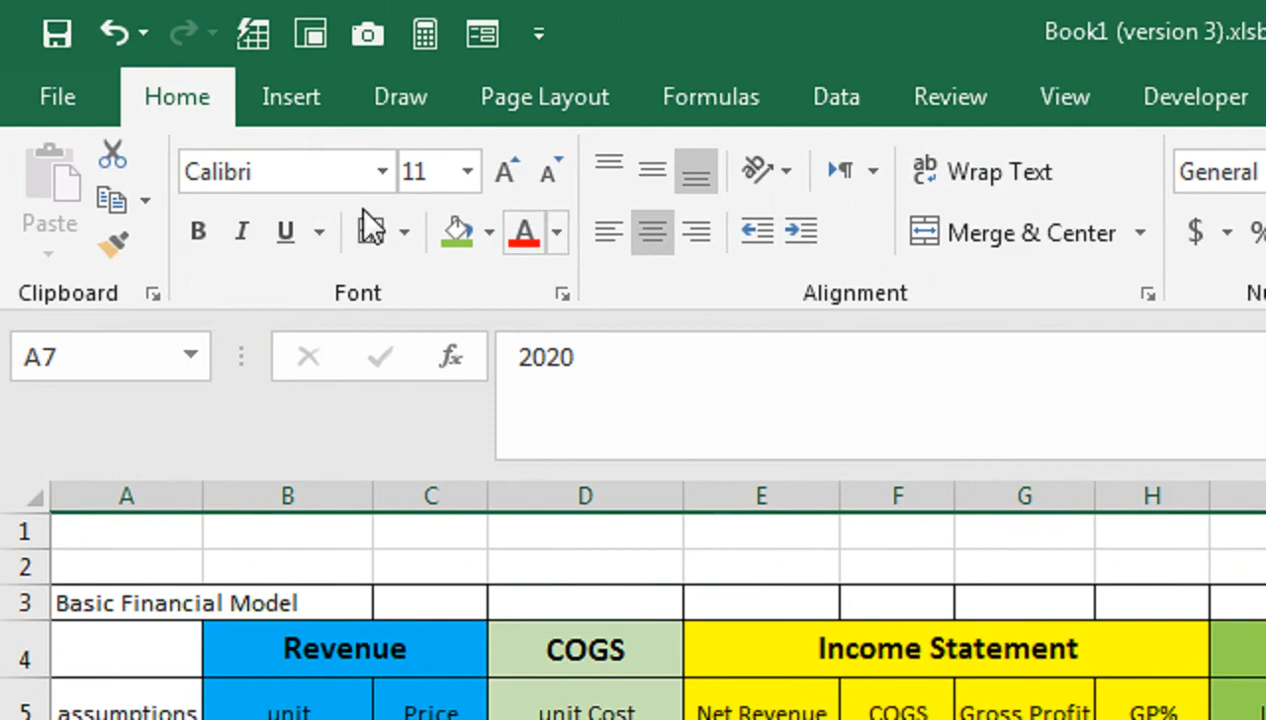 Book1 (version 3).xlsb
File Home Insert Draw Page Layout Formulas Data Review View Developer
Calibri 11 A A ab c Wrap Text General
Paste
B I U A Merge & Center $ %
Clipboard Font Alignment
A7 fx 2020
A B C D E F G H
1
2
3 Basic Financial Model
4 Revenue COGS Income Statement
5 assumptions unit Price unit Cost Net Revenue COGS Gross Profit GP%